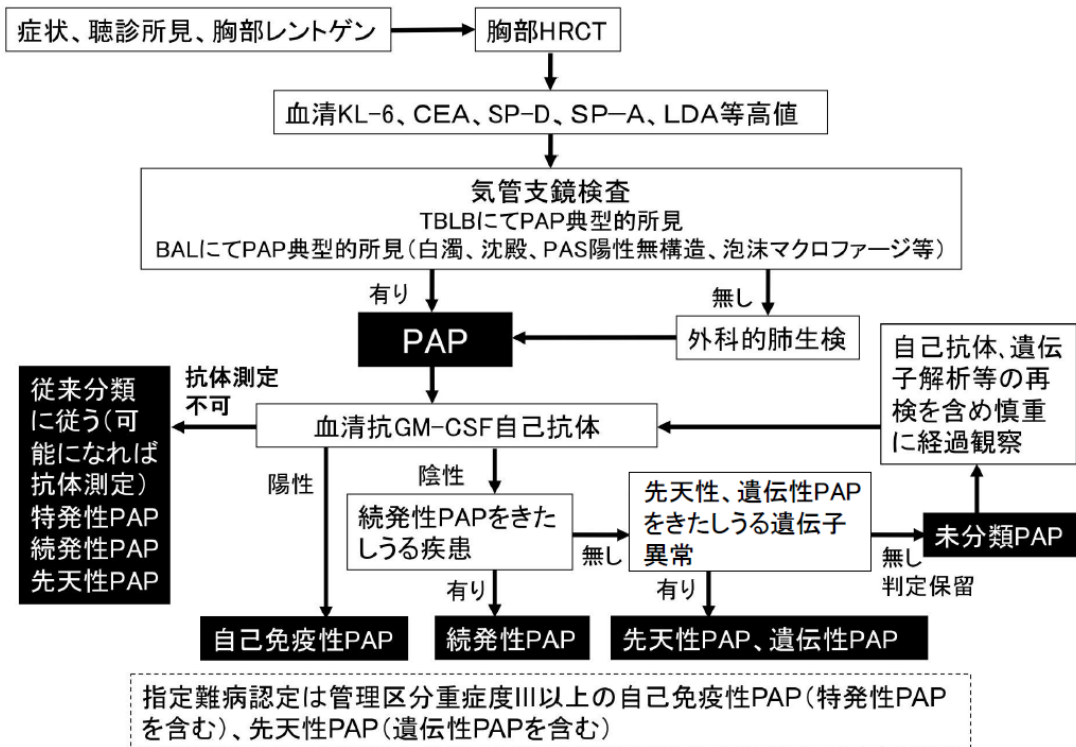 症状、聴診所見、胸部レントゲン
胸部HRCT
血清KL-6、CEA、SP-D、SP-A、LDA等高値
気管支鏡検査
TBLBにてPAP典型的所見
BALにてPAP典型的所見(白濁、沈殿、PAS陽性無構造、泡沫マクロファージ等)
有り
無し
PAP
外科的肺生検
自己抗体、遺伝
子解析等の再
検を含め慎重
に経過観察
抗体測定
不可
従来分類
に従う(可
能になれば
抗体測定)
特発性PAP
続発性PAP
先天性PAP
血清抗GM-CSF自己抗体
陽性
陰性
続発性PAPをきた
しうる疾患
無し
先天性、遺伝性PAP
をきたしうる遺伝子
異常
無し
判定保留
未分類PAP
有り
有り
自己免疫性PAP
続発性PAP
先天性PAP、遺伝性PAP
指定難病認定は管理区分重症度III以上の自己免疫性PAP(特発性PAP
を含む)、先天性PAP(遺伝性PAPを含む)